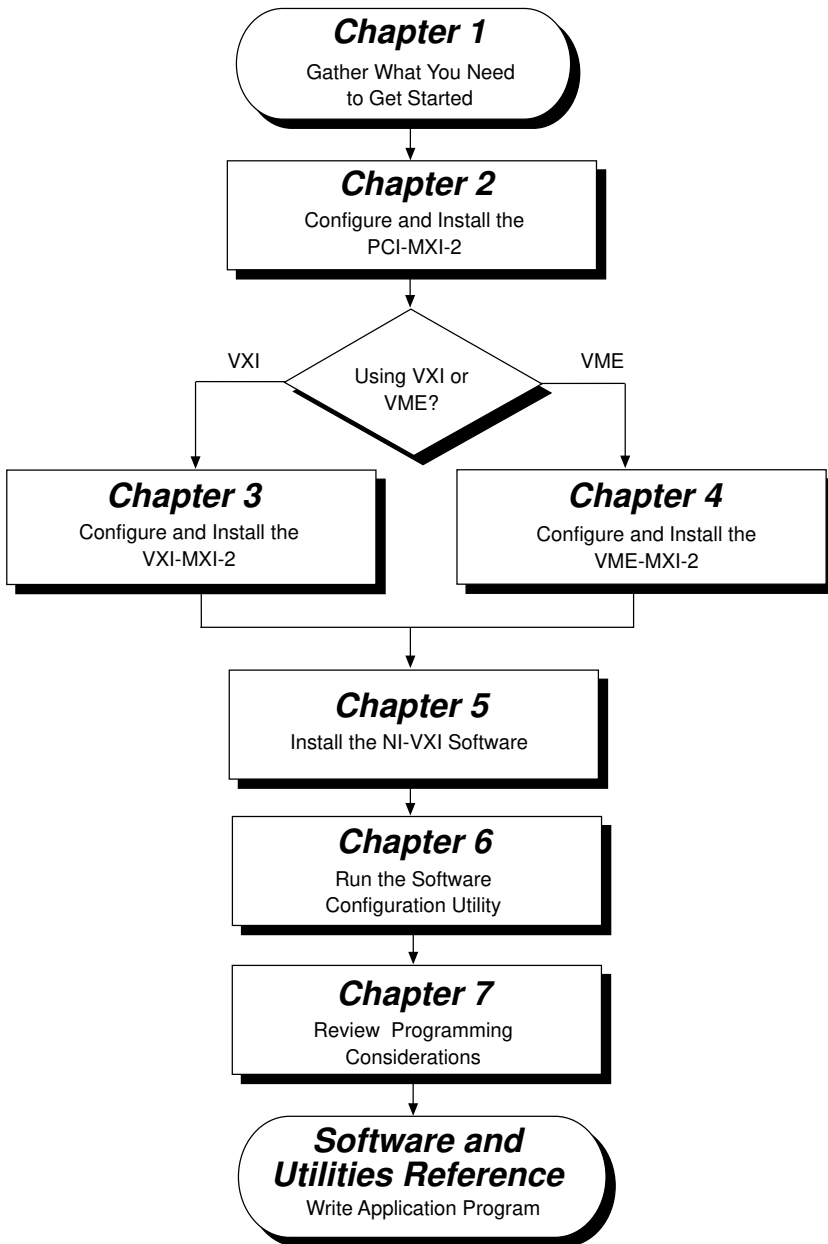 Chapter 1
Gather What You Need
to Get Started
Chapter 2
Configure and Install the
PCI-MXI-2
Using VXI or
VME?
VXI
VME
Chapter 3
Configure and Install the
VXI-MXI-2
Chapter 4
Configure and Install the
VME-MXI-2
Chapter 5
Install the NI-VXI Software
Chapter 6
Run the Software
Configuration Utility
Chapter 7
Review Programming
Considerations
Software and
Utilities Reference
Write Application Program